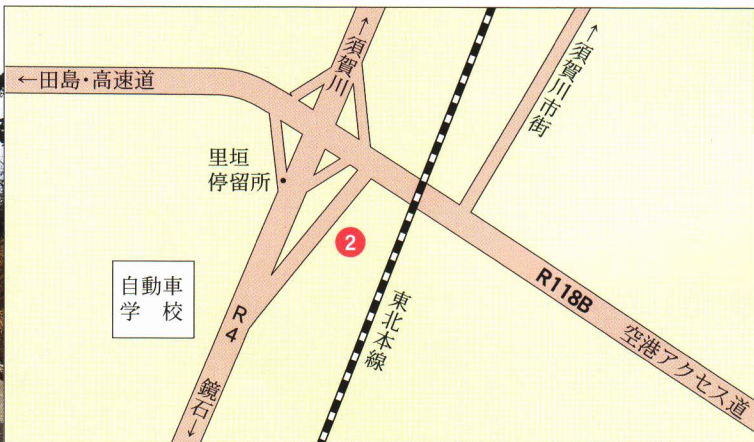 ↑須賀川
↑須賀川市街
←田島・高速道
里垣
停留所
2
自動車
学校
R4
東北本線
R118B
空港アクセス道
鏡石↓